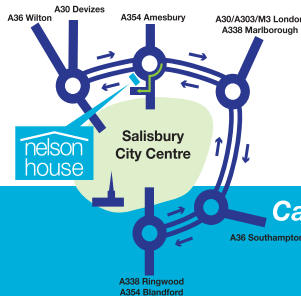 A30 Devizes
A36 Wilton
A354 Amesbury
A30/A303/M3 London
A338 Marlborough
nelson
house
Salisbury
City Centre
Ca
A36 Southampton
A338 Ringwood
A354 Blandford